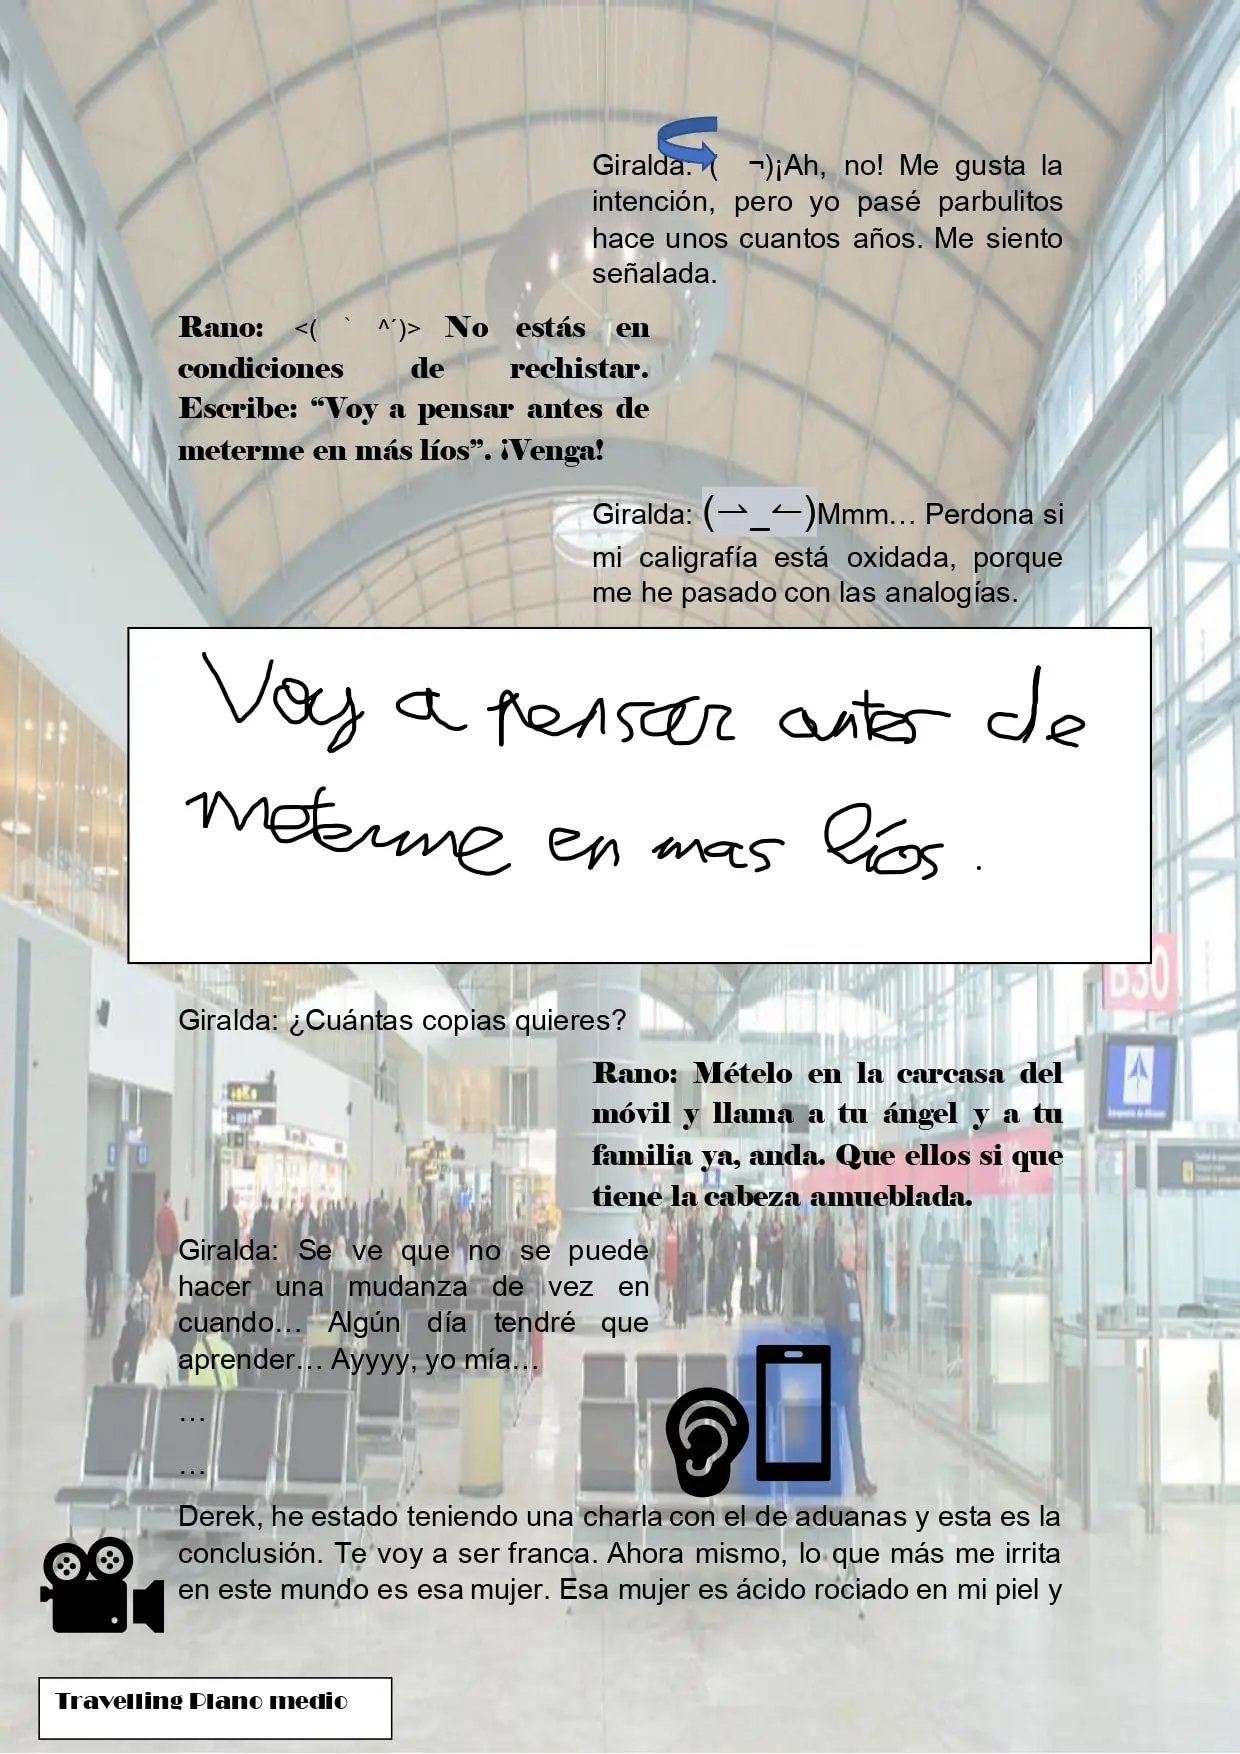 Giralda: ( ¬)¡Ah, no! Me gusta la
intención, pero yo pasé parbulitos
hace unos cuantos años. Me siento
señalada.
Rano: <( ` ^´)> No estás en
condiciones de rechistar.
Escribe: “Voy a pensar antes de
meterme en más líos”. ¡Venga!
Giralda: (⇀_↼)Mmm… Perdona si
mi caligrafía está oxidada, porque
me he pasado con las analogías.
Voy a pensar antes de
meterme en mas líos.
B30
Giralda: ¿Cuántas copias quieres?
Rano: Mételo en la carcasa del
móvil y llama a tu ángel y a tu
familia ya, anda. Que ellos si que
tiene la cabeza amueblada.
Giralda: Se ve que no se puede
hacer una mudanza de vez en
cuando… Algún día tendré que
aprender… Ayyyy, yo mía…
…
…
Derek, he estado teniendo una charla con el de aduanas y esta es la
conclusión. Te voy a ser franca. Ahora mismo, lo que más me irrita
en este mundo es esa mujer. Esa mujer es ácido rociado en mi piel y
Travelling Plano medio